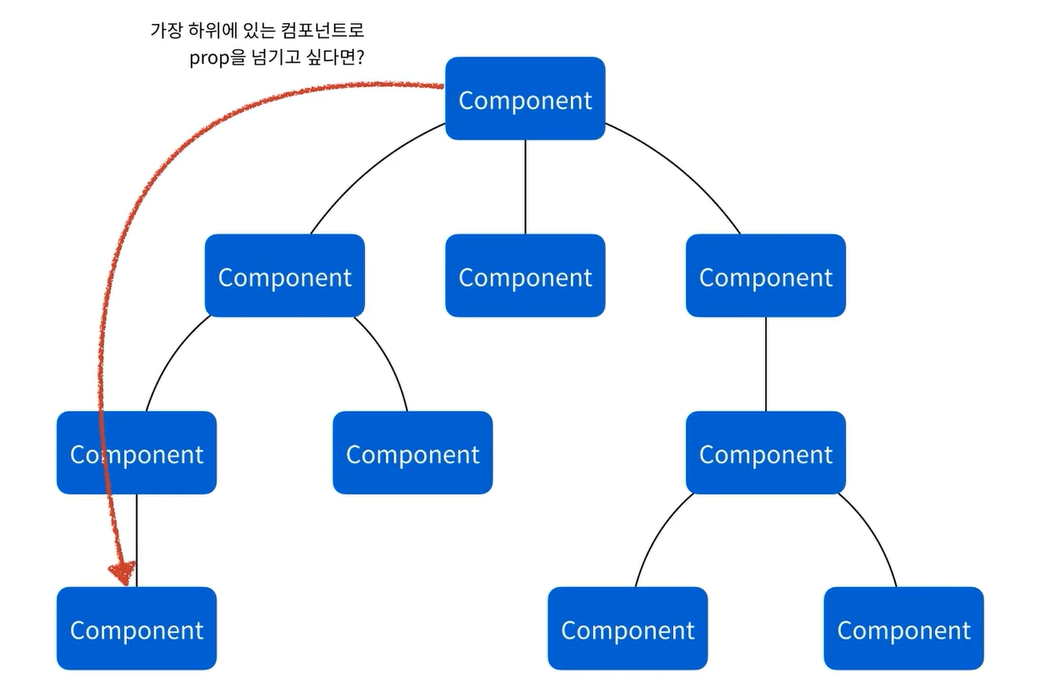 가장 하위에 있는 컴포넌트로
prop을 넘기고 싶다면?
Component
Component
Component
Component
Component
Component
Component
Component
Component
Component